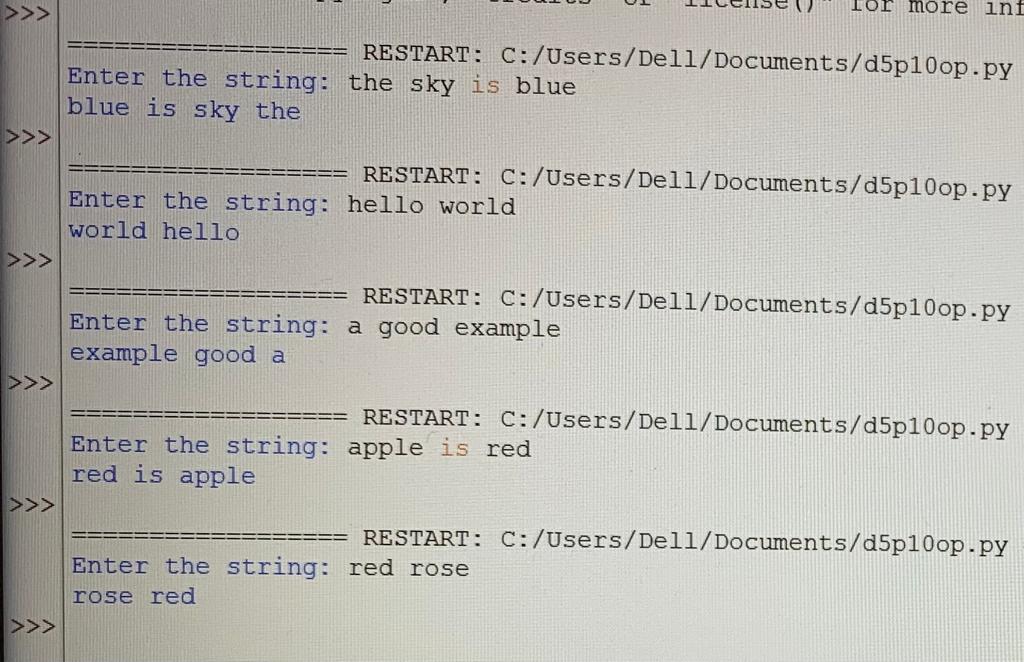 license()" for more inf
>>>
================== RESTART: C:/Users/Dell/Documents/d5p10op.py
Enter the string: the sky is blue
blue is sky the
>>>
================== RESTART: C:/Users/Dell/Documents/d5p10op.py
Enter the string: hello world
world hello
>>>
================== RESTART: C:/Users/Dell/Documents/d5p10op.py
Enter the string: a good example
example good a
>>>
================== RESTART: C:/Users/Dell/Documents/d5p10op.py
Enter the string: apple is red
red is apple
>>>
================== RESTART: C:/Users/Dell/Documents/d5p10op.py
Enter the string: red rose
rose red
>>>